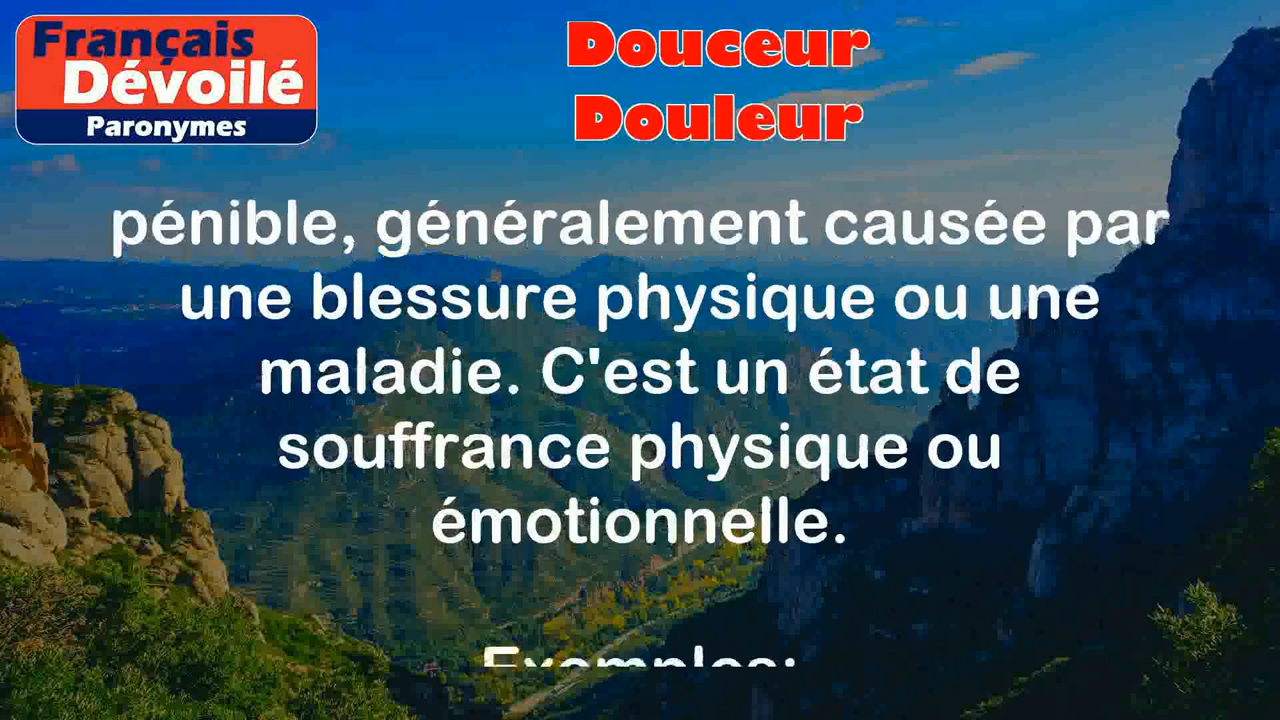 Français
Dévoilé
Paronymes
Douceur
Douleur
pénible, généralement causée par
une blessure physique ou une
maladie. C'est un état de
souffrance physique ou
émotionnelle.
Exemples: